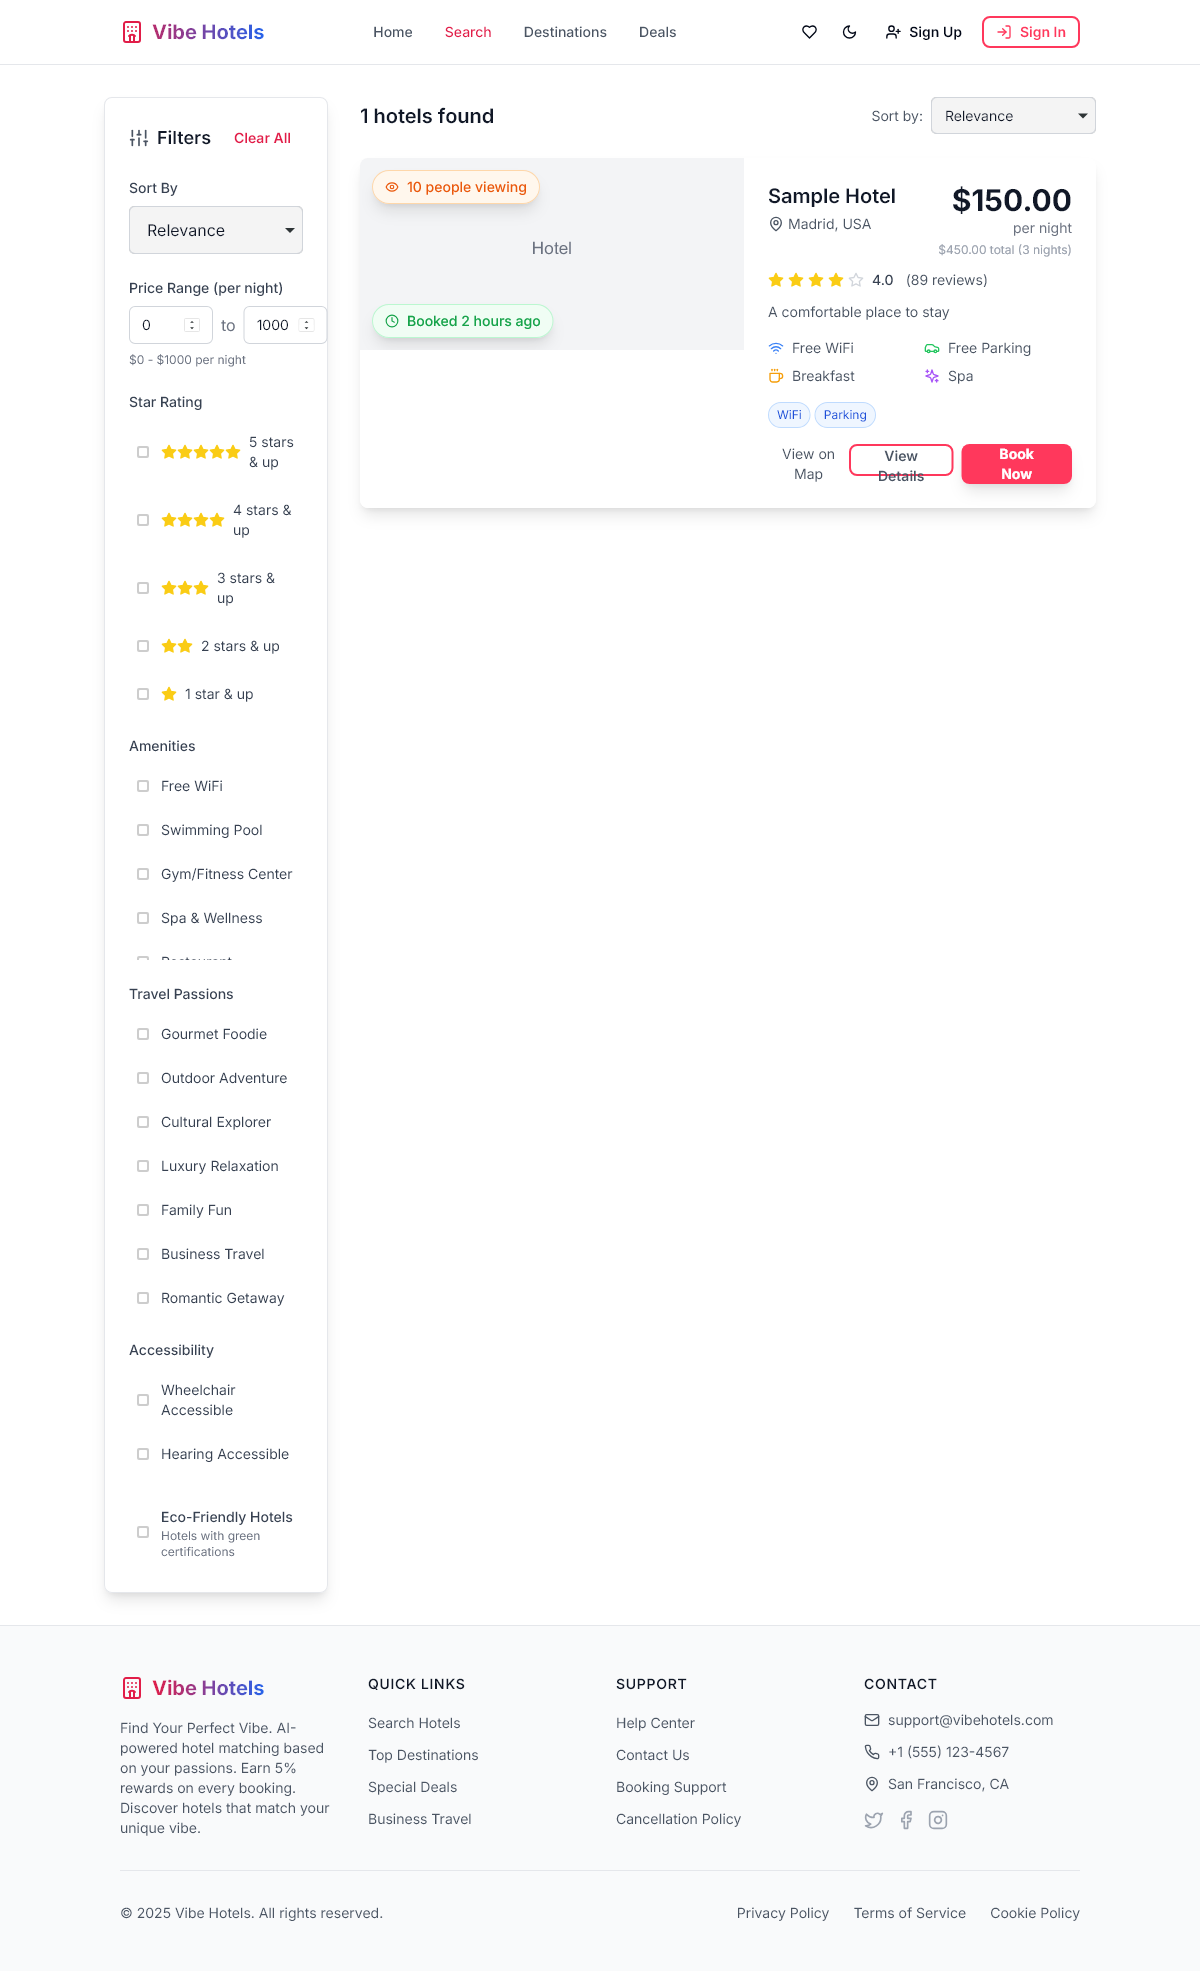 Vibe Hotels
Home
Search
Destinations
Deals
Sign Up
Sign In
Filters
Clear All
Sort By
Relevance
Price Range (per night)
0
to
1000
$0 - $1000 per night
Star Rating
5 stars
& up
4 stars &
up
3 stars &
up
2 stars & up
1 star & up
Amenities
Free WiFi
Swimming Pool
Gym/Fitness Center
Spa & Wellness
Restaurant
Travel Passions
Gourmet Foodie
Outdoor Adventure
Cultural Explorer
Luxury Relaxation
Family Fun
Business Travel
Romantic Getaway
Accessibility
Wheelchair
Accessible
Hearing Accessible
Eco-Friendly Hotels
Hotels with green
certifications
1 hotels found
Sort by:
Relevance
10 people viewing
Hotel
Booked 2 hours ago
Sample Hotel
Madrid, USA
$150.00
per night
$450.00 total (3 nights)
4.0 (89 reviews)
A comfortable place to stay
Free WiFi
Free Parking
Breakfast
Spa
WiFi
Parking
View on
Map
View
Details
Book
Now
Vibe Hotels
Find Your Perfect Vibe. AI-
powered hotel matching based
on your passions. Earn 5%
rewards on every booking.
Discover hotels that match your
unique vibe.
QUICK LINKS
Search Hotels
Top Destinations
Special Deals
Business Travel
SUPPORT
Help Center
Contact Us
Booking Support
Cancellation Policy
CONTACT
support@vibehotels.com
+1 (555) 123-4567
San Francisco, CA
© 2025 Vibe Hotels. All rights reserved.
Privacy Policy
Terms of Service
Cookie Policy